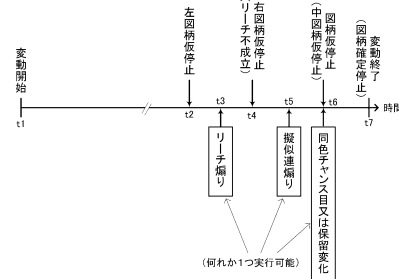 変動開始
t1
左図柄仮停止
t2
t3
リーチ煽り
右図柄仮停止
(リーチ不成立)
t4
t5
擬似連煽り
図柄仮停止
(中図柄仮停止)
t6
同色チャンス目又は保留変化
変動終了
(図柄確定停止)
t7
時間
(何れか1つ実行可能)